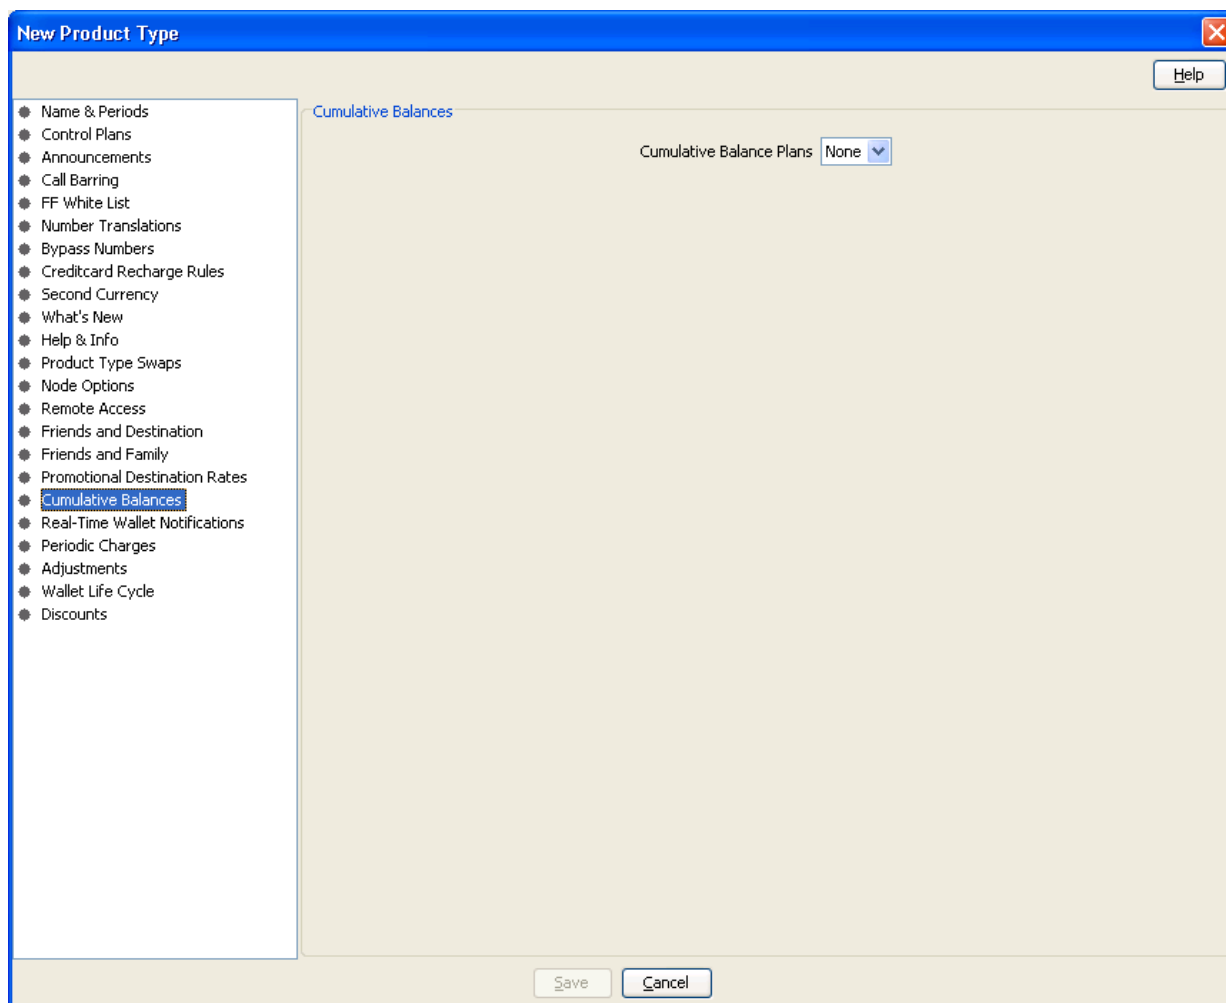 New Product Type
Help
Name & Periods
Control Plans
Announcements
Call Barring
FF White List
Number Translations
Bypass Numbers
Creditcard Recharge Rules
Second Currency
What's New
Help & Info
Product Type Swaps
Node Options
Remote Access
Friends and Destination
Friends and Family
Promotional Destination Rates
Cumulative Balances
Real-Time Wallet Notifications
Periodic Charges
Adjustments
Wallet Life Cycle
Discounts
Cumulative Balances
Cumulative Balance Plans None
Save Cancel